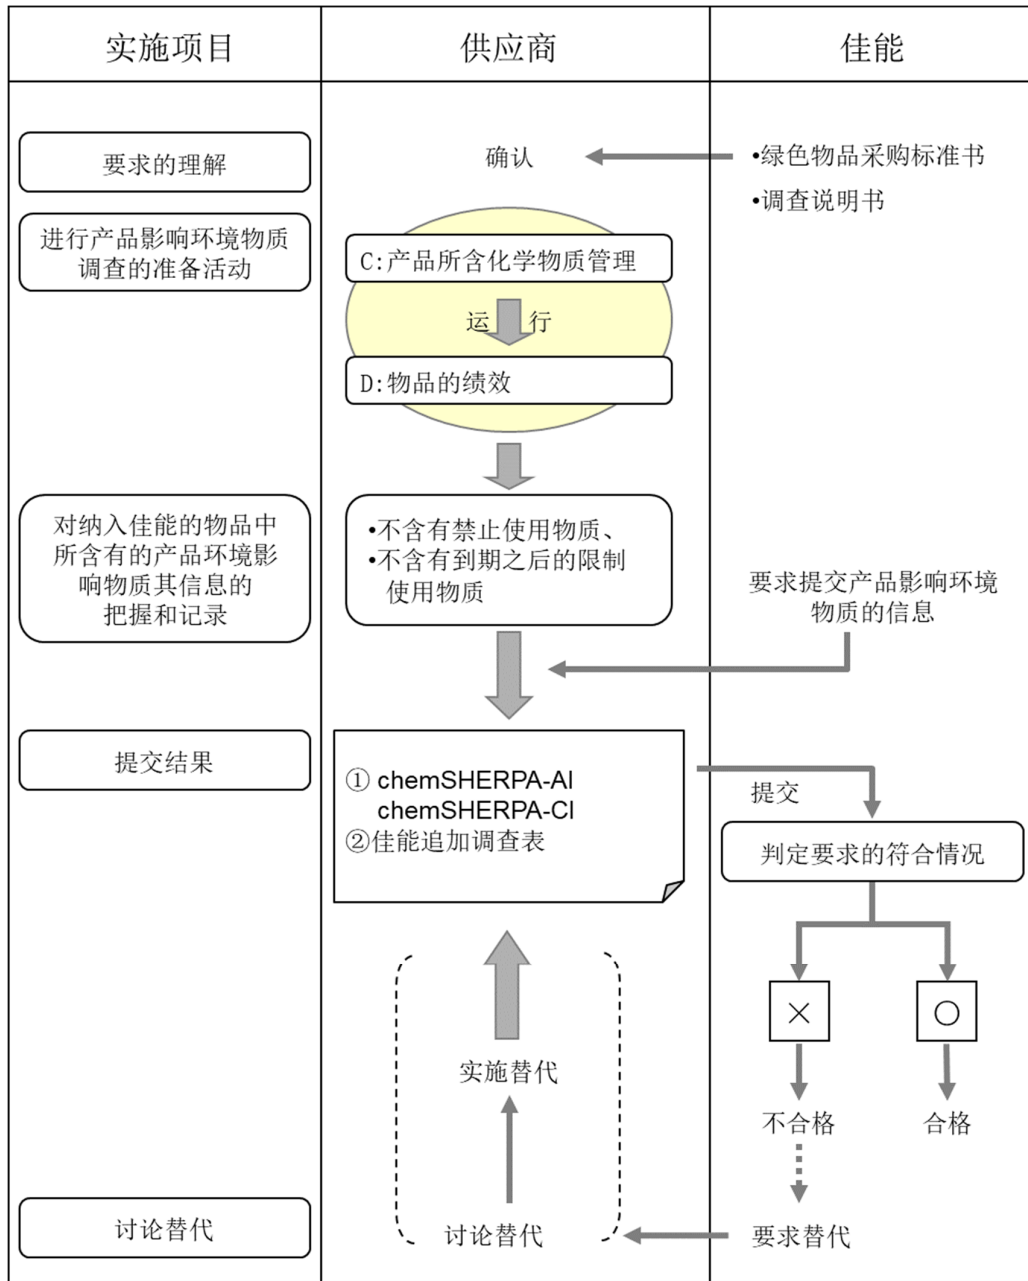 实施项目
供应商
佳能
要求的理解
确认
•绿色物品采购标准书
•调查说明书
进行产品影响环境物质
调查的准备活动
C:产品所含化学物质管理
运 行
D:物品的绩效
对纳入佳能的物品中
所含有的产品环境影
响物质其信息的
把握和记录
•不含有禁止使用物质、
•不含有到期之后的限制
使用物质
要求提交产品影响环境
物质的信息
提交结果
① chemSHERPA-AI
chemSHERPA-CI
②佳能追加调查表
提交
判定要求的符合情况
× ○
不合格 合格
实施替代
讨论替代
讨论替代
要求替代